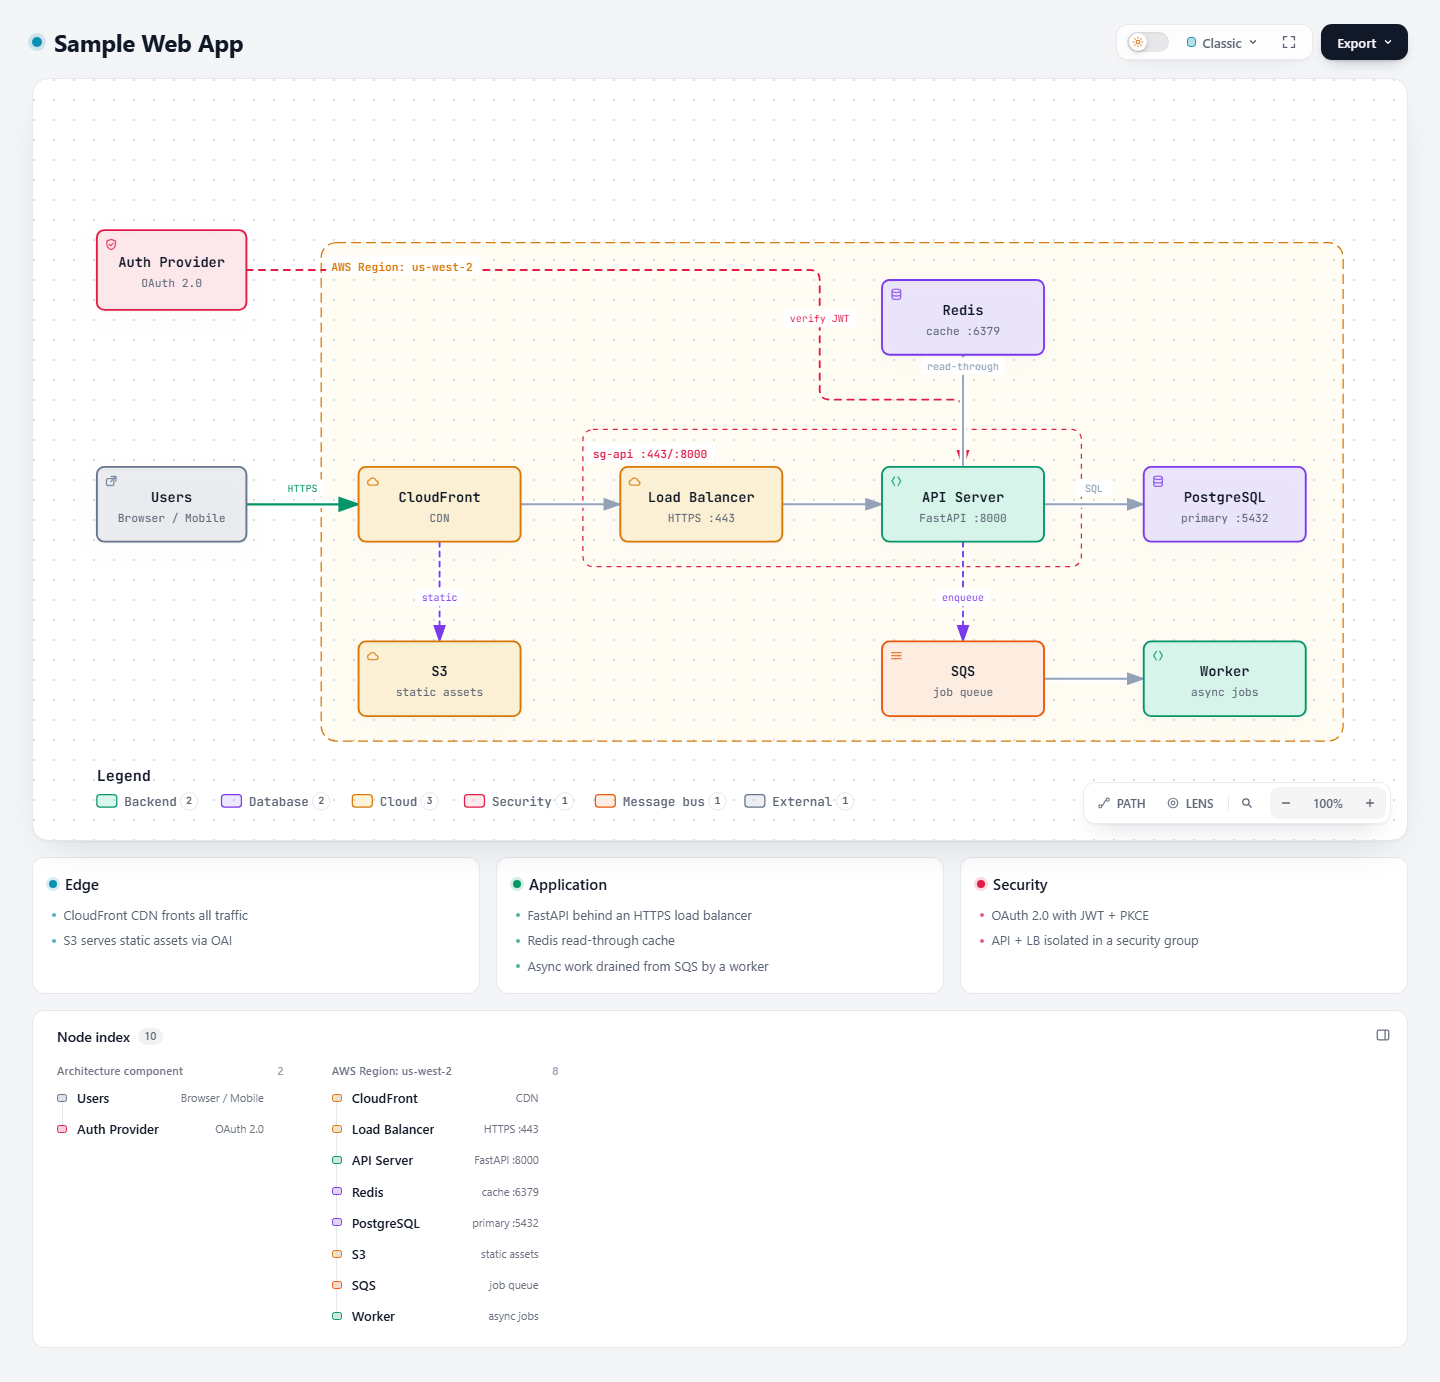 Sample Web App
Classic
Export
Auth Provider
OAuth 2.0
AWS Region: us-west-2
verify JWT
Redis
cache :6379
read-through
sg-api :443/:8000
Users
Browser / Mobile
HTTPS
CloudFront
CDN
Load Balancer
HTTPS :443
API Server
FastAPI :8000
SQL
PostgreSQL
primary :5432
static
enqueue
S3
static assets
SQS
job queue
Worker
async jobs
Legend
Backend 2
Database 2
Cloud 3
Security 1
Message bus 1
External 1
PATH
LENS
− 100% +
Edge
CloudFront CDN fronts all traffic
S3 serves static assets via OAI
Application
FastAPI behind an HTTPS load balancer
Redis read-through cache
Async work drained from SQS by a worker
Security
OAuth 2.0 with JWT + PKCE
API + LB isolated in a security group
Node index 10
Architecture component 2
Users Browser / Mobile
Auth Provider OAuth 2.0
AWS Region: us-west-2 8
CloudFront CDN
Load Balancer HTTPS :443
API Server FastAPI :8000
Redis cache :6379
PostgreSQL primary :5432
S3 static assets
SQS job queue
Worker async jobs